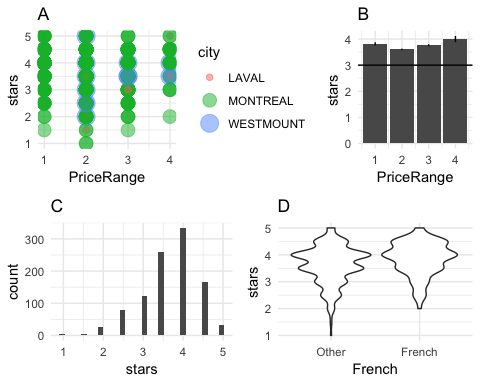 A
5
4
3
2
1
stars
1 2 3 4
PriceRange
city
LAVAL
MONTREAL
WESTMOUNT
B
4
3
2
1
0
stars
1 2 3 4
PriceRange
C
300
200
100
0
count
1 2 3 4 5
stars
D
5
4
3
2
1
stars
Other French
French